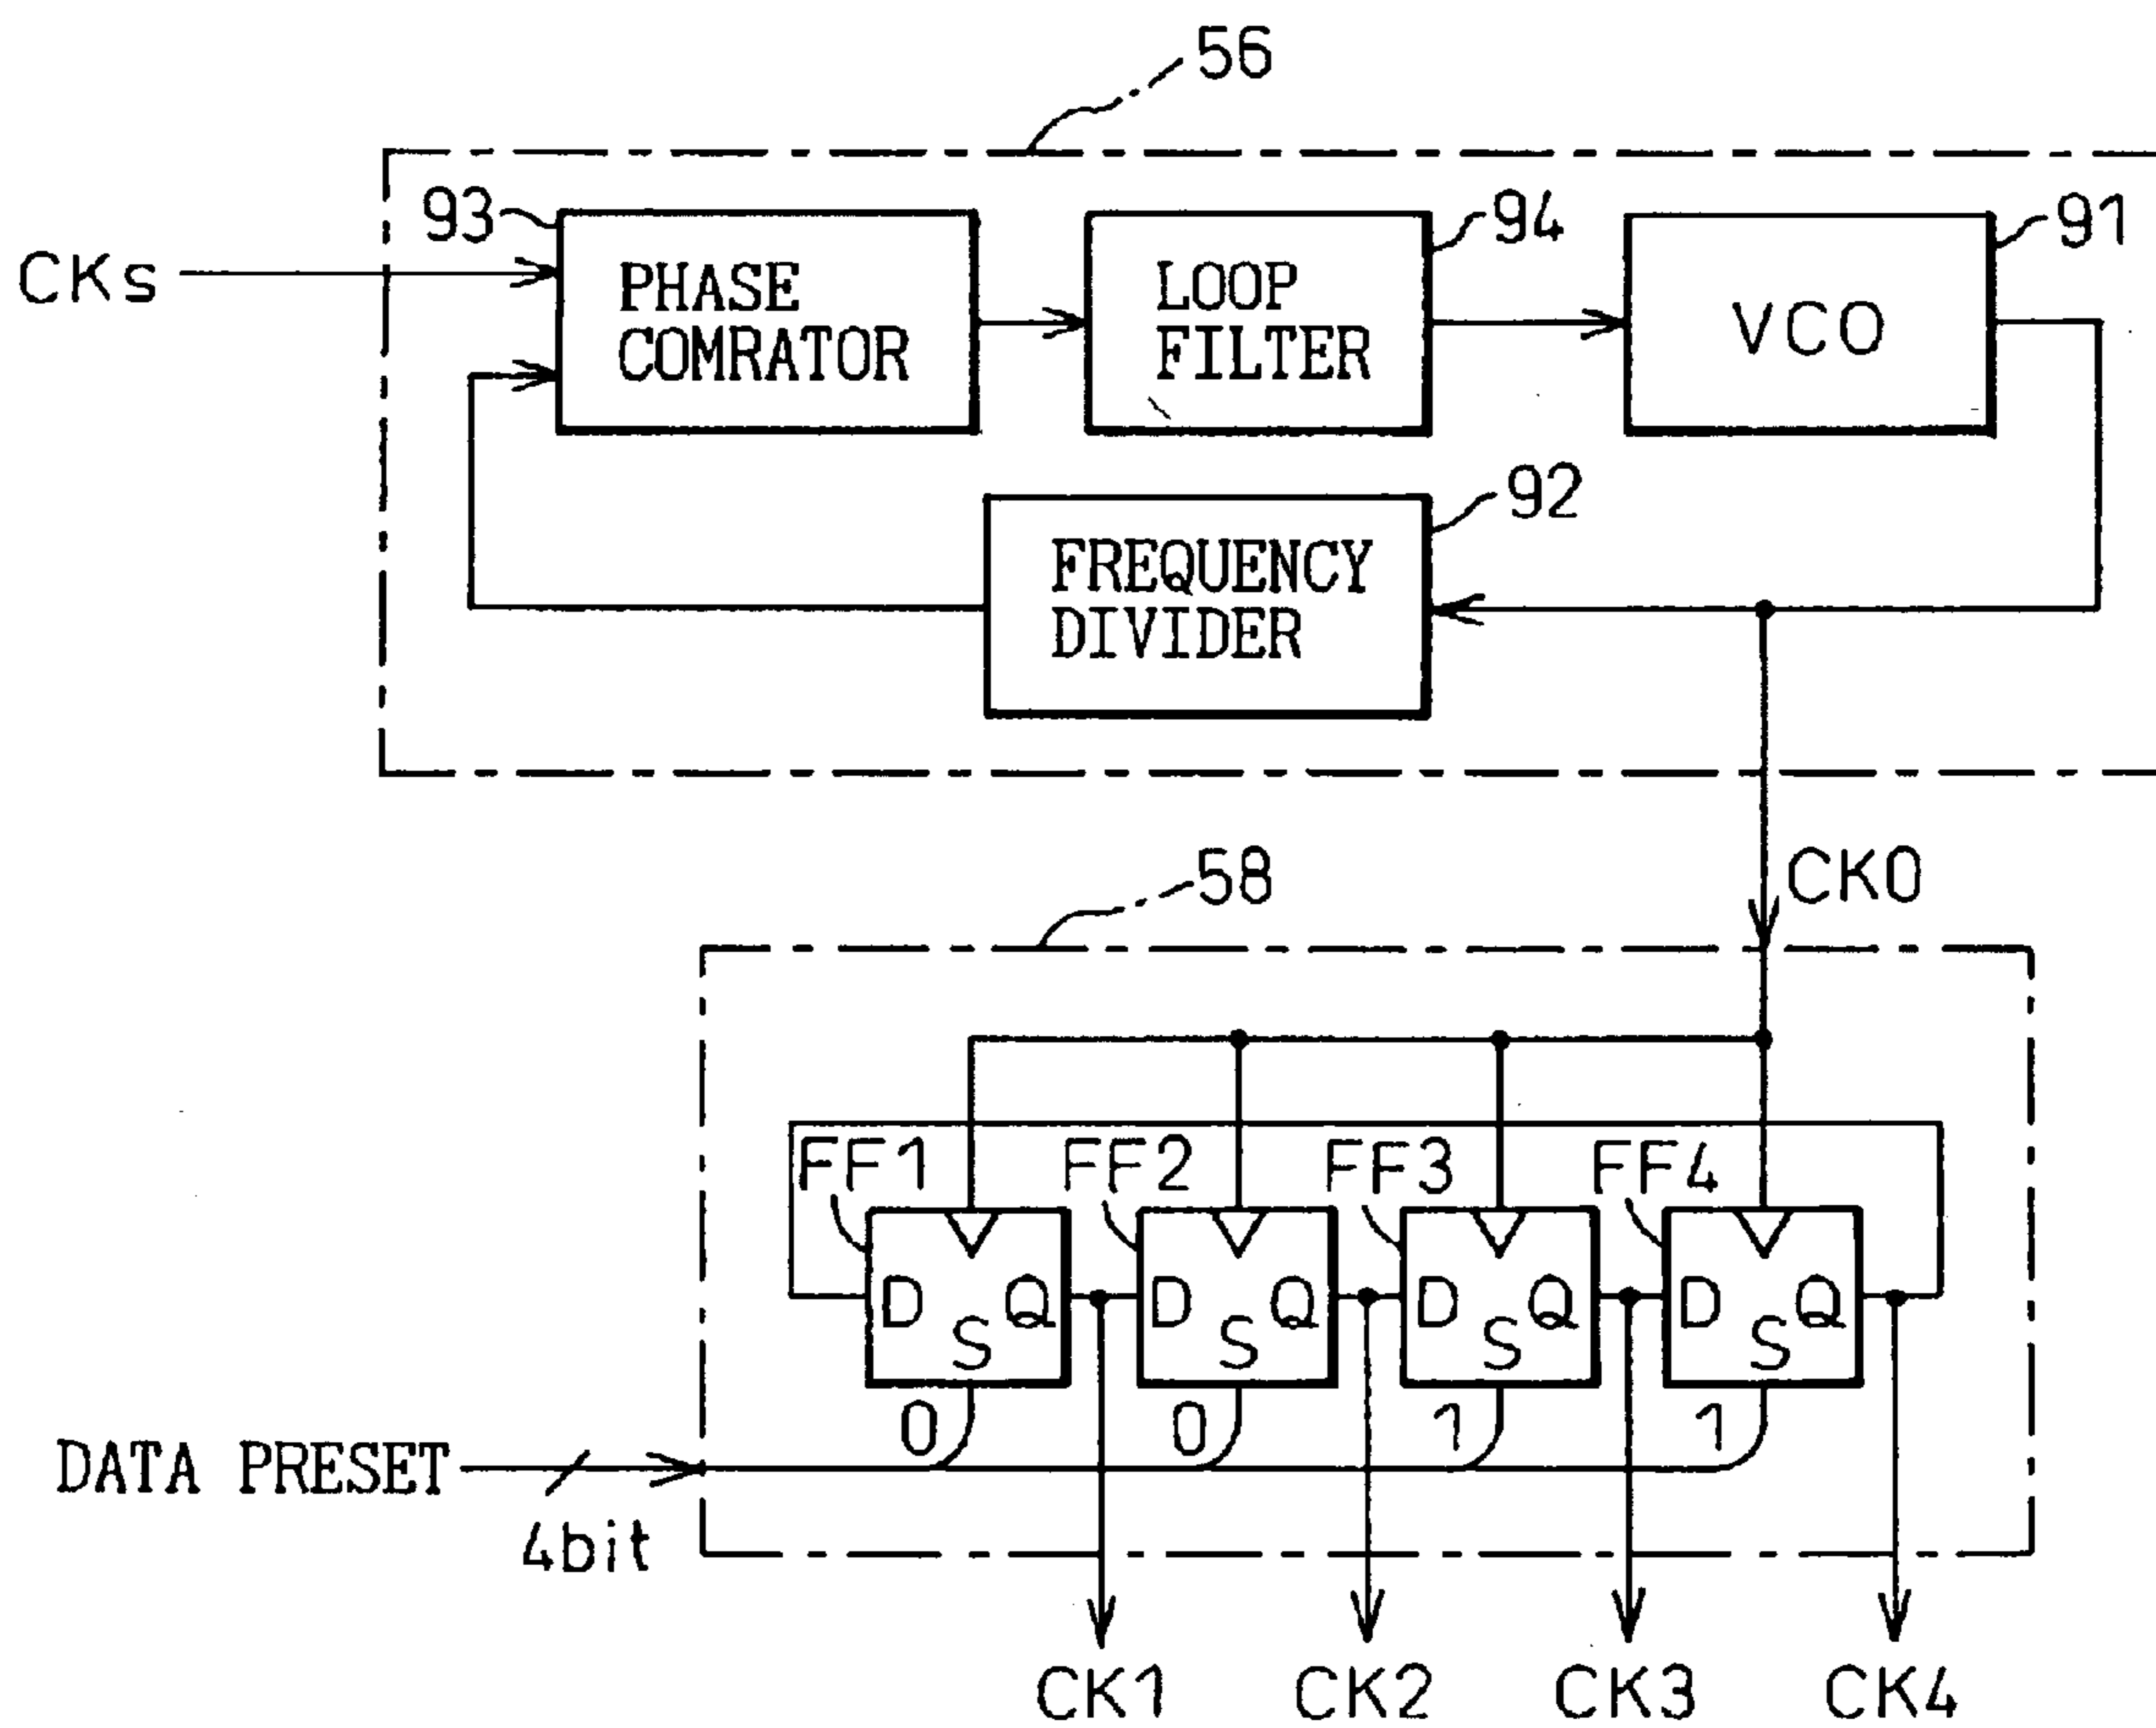 56
93
94
91
CKs
PHASE
COMRATOR
LOOP
FILTER
VCO
92
FREQUENCY
DIVIDER
58
CK0
FF1
FF2
FF3
FF4
D
Q
S
D
Q
S
D
Q
S
D
Q
S
0
0
1
1
DATA PRESET
4bit
CK1
CK2
CK3
CK4